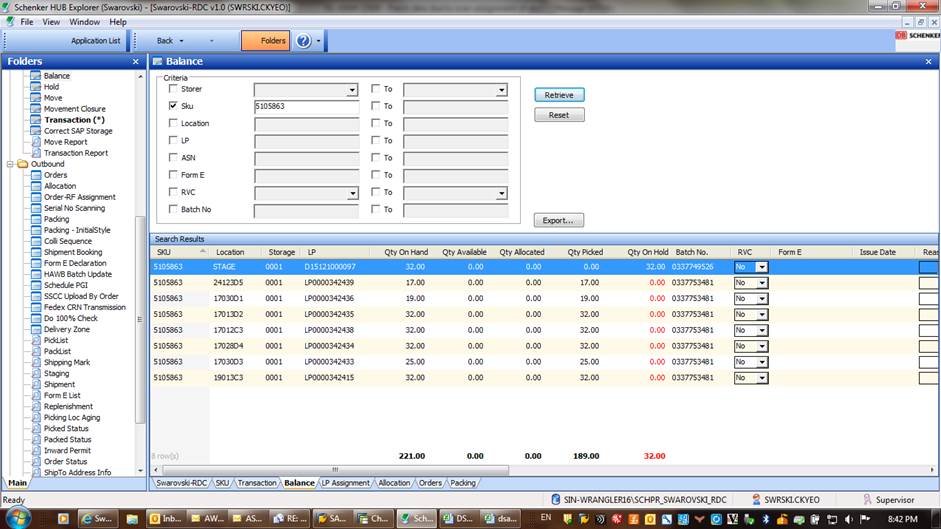 Schenker HUB Explorer (Swarovski) - [Swarovski-RDC v1.0 (SWRSKI.CKYEO)]
File View Window Help
Application List Back Folders
DB SCHENKER
Folders
Balance
Hold
Move
Movement Closure
Transaction (*)
Correct SAP Storage
Move Report
Transaction Report
Outbound
Orders
Allocation
Order-RF Assignment
Serial No Scanning
Packing
Packing - InitialStyle
Colli Sequence
Shipment Booking
Form E Declaration
HAWB Batch Update
Schedule PGI
SSCC Upload By Order
Fedex CRN Transmission
Do 100% Check
Delivery Zone
PickList
PackList
Shipping Mark
Staging
Shipment
Form E List
Replenishment
Picking Loc Aging
Picked Status
Packed Status
Inward Permit
Order Status
ShipTo Address Info
Main
Balance
Criteria
Storer To
Sku 5105863 To
Location To
LP To
ASN To
Form E To
RVC To
Batch No To
Retrieve
Reset
Export...
Search Results
SKU Location Storage LP Qty On Hand Qty Available Qty Allocated Qty Picked Qty On Hold Batch No. RVC Form E Issue Date Reas
5105863 STAGE 0001 D15121000097 32.00 0.00 0.00 0.00 32.00 0337749526 No
5105863 24123D5 0001 LP0000342439 17.00 0.00 0.00 17.00 0.00 0337753481 No
5105863 17030D1 0001 LP0000342436 19.00 0.00 0.00 19.00 0.00 0337753481 No
5105863 17013D2 0001 LP0000342435 32.00 0.00 0.00 32.00 0.00 0337753481 No
5105863 17012C3 0001 LP0000342438 32.00 0.00 0.00 32.00 0.00 0337753481 No
5105863 17028D4 0001 LP0000342434 32.00 0.00 0.00 32.00 0.00 0337753481 No
5105863 17030D3 0001 LP0000342433 25.00 0.00 0.00 25.00 0.00 0337753481 No
5105863 19013C3 0001 LP0000342415 32.00 0.00 0.00 32.00 0.00 0337753481 No
8 row(s) 221.00 0.00 0.00 189.00 32.00
Swarovski-RDC SKU Transaction Balance LP Assignment Allocation Orders Packing
Ready SIN-WRANGLER16\SCHPR_SWAROVSKI_RDC SWRSKI.CKYEO Supervisor
Sw... Inb... AW... AS... RE: ... SA... Che... Sch... DS... dsa... EN 8:42 PM